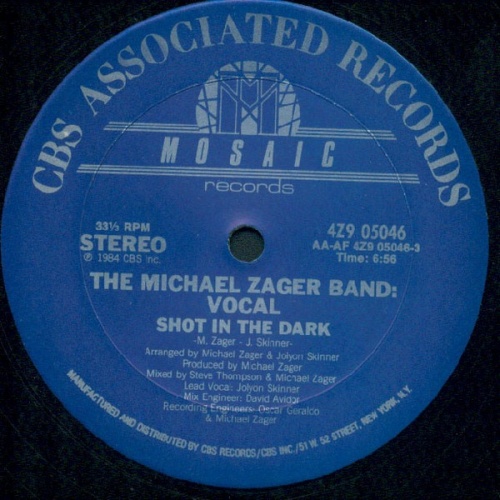 CBS ASSOCIATED RECORDS
MOSAIC
records
33⅓ RPM
STEREO
℗ 1984 CBS Inc.
4Z9 05046
AA-AF 4Z9 05046-3
Time: 6:56
THE MICHAEL ZAGER BAND:
VOCAL
SHOT IN THE DARK
-M. Zager - J. Skinner-
Arranged by Michael Zager & Jolyon Skinner
Produced by Michael Zager
Mixed by Steve Thompson & Michael Zager
Lead Voca: Jolyon Skinner
Mix Engineer: David Avidor
Recording Engineers: Oscar Geraldo
& Michael Zager
MANUFACTURED AND DISTRIBUTED BY CBS RECORDS/CBS INC./51 W. 52 STREET, NEW YORK, N.Y.